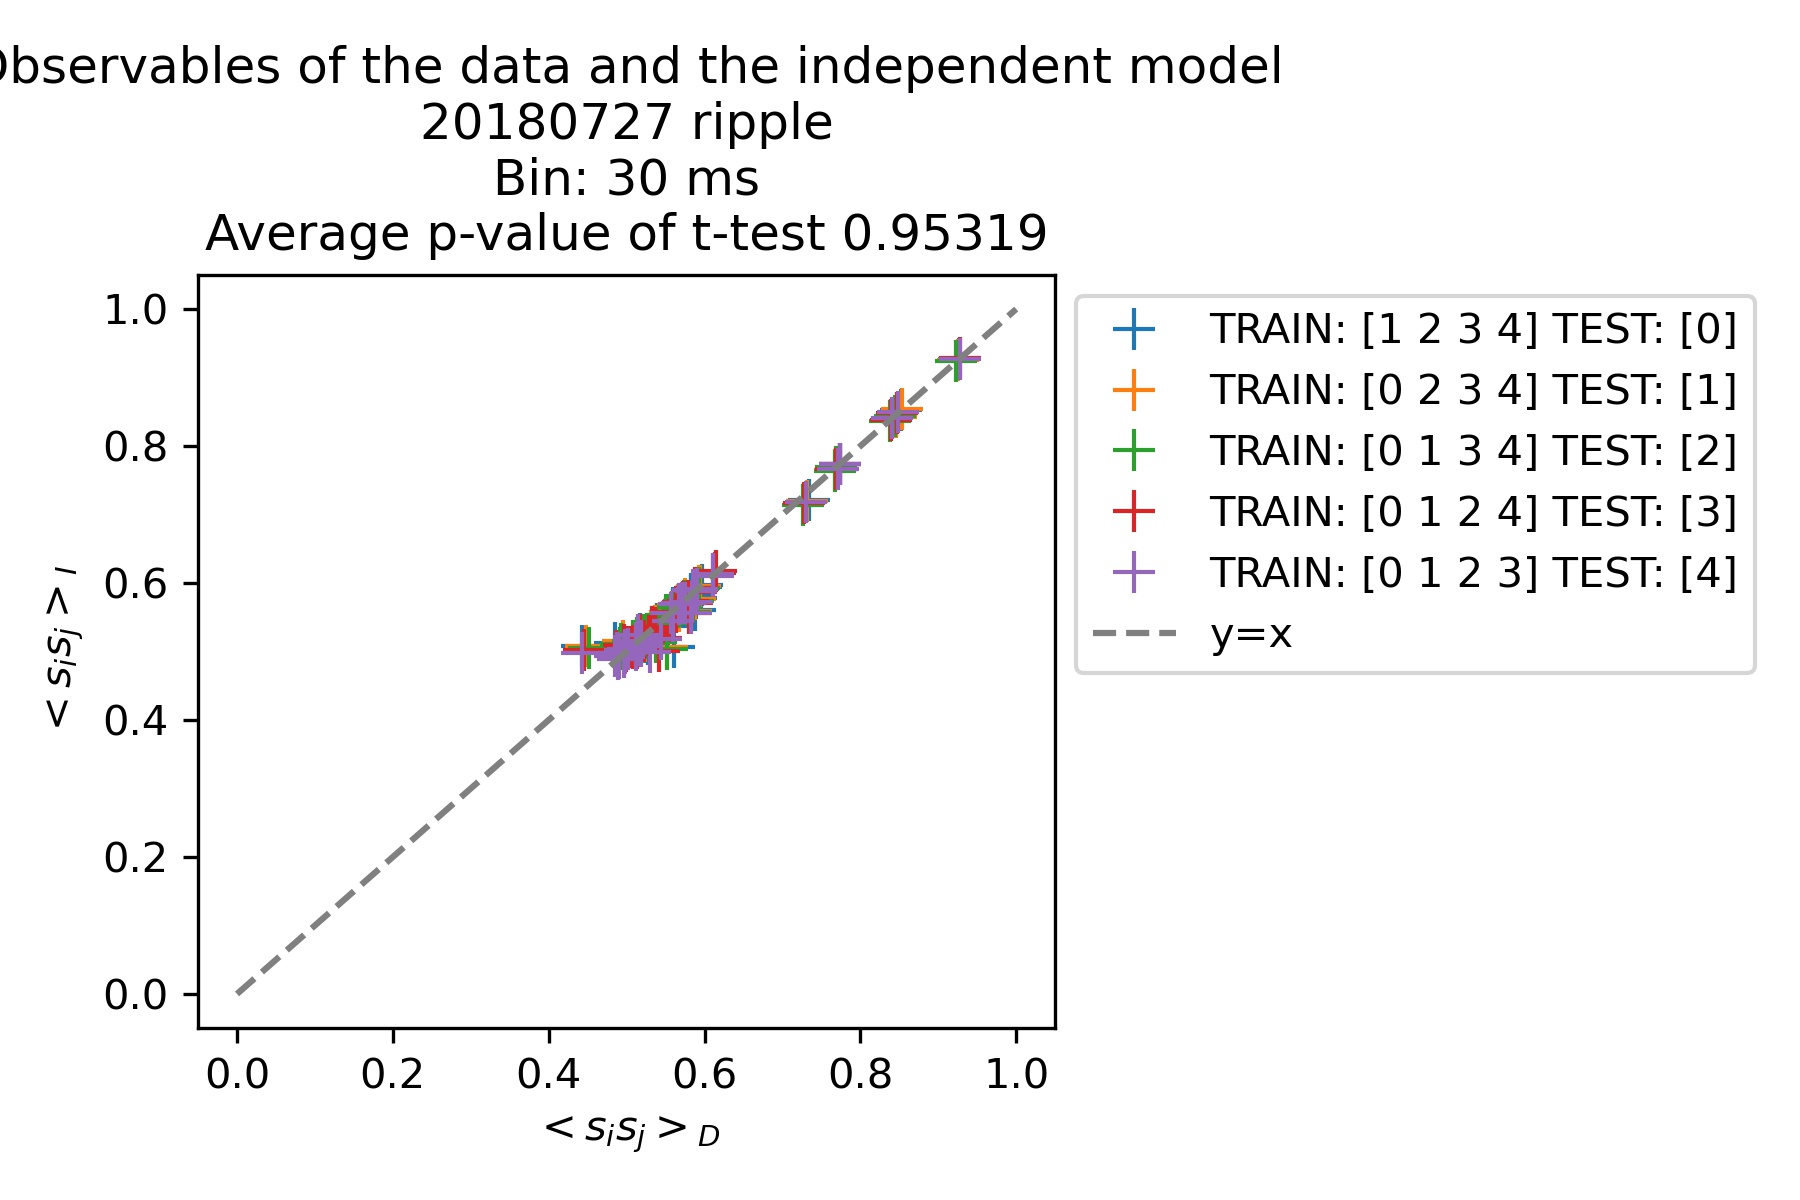 Observables of the data and the independent model
20180727 ripple
Bin: 30 ms
Average p-value of t-test 0.95319
1.0
0.8
0.6
0.4
0.2
0.0
< s_i s_j >_I
0.0 0.2 0.4 0.6 0.8 1.0
< s_i s_j >_D
TRAIN: [1 2 3 4] TEST: [0]
TRAIN: [0 2 3 4] TEST: [1]
TRAIN: [0 1 3 4] TEST: [2]
TRAIN: [0 1 2 4] TEST: [3]
TRAIN: [0 1 2 3] TEST: [4]
y=x